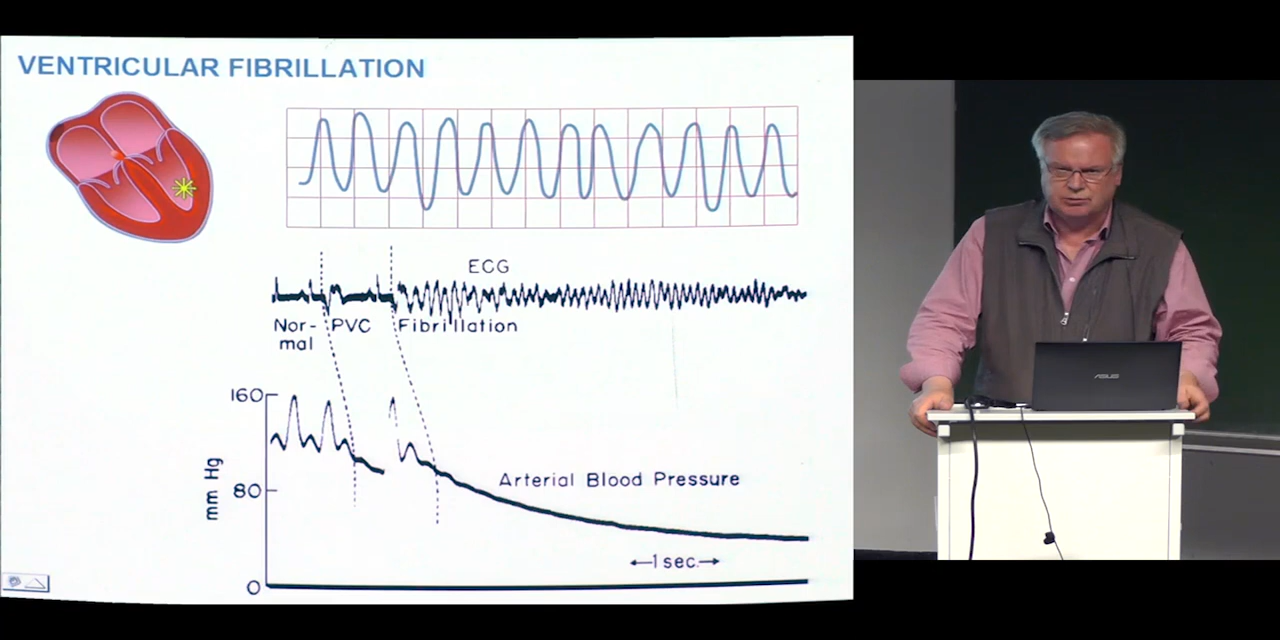 VENTRICULAR FIBRILLATION
ECG
Nor-
mal
PVC
Fibrillation
160
80
0
mm Hg
Arterial Blood Pressure
1 sec.
ASUS